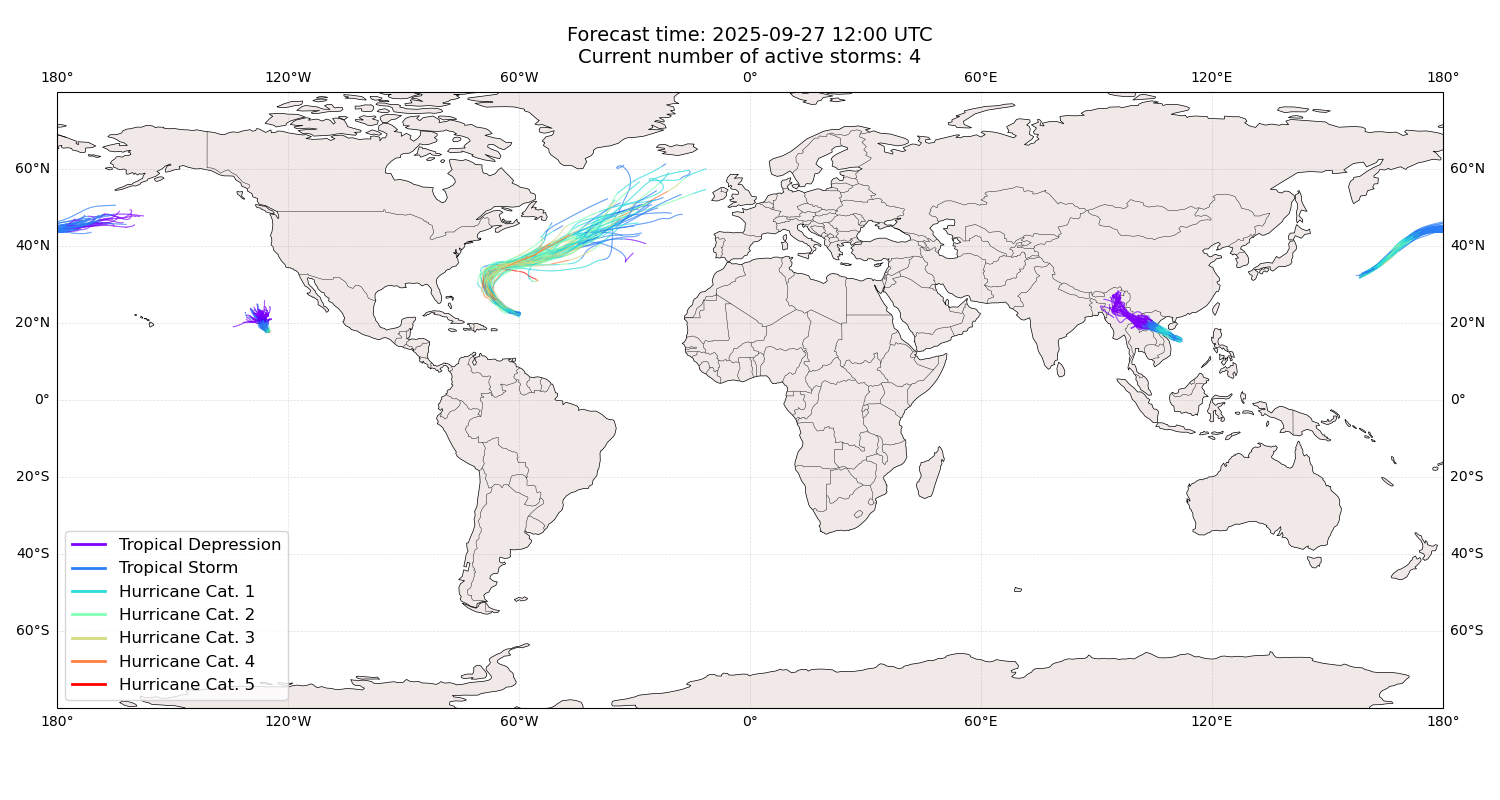 Forecast time: 2025-09-27 12:00 UTC
Current number of active storms: 4
180° 120°W 60°W 0° 60°E 120°E 180°
60°N 60°N
40°N 40°N
20°N 20°N
0° 0°
20°S 20°S
40°S 40°S
60°S 60°S
Tropical Depression
Tropical Storm
Hurricane Cat. 1
Hurricane Cat. 2
Hurricane Cat. 3
Hurricane Cat. 4
Hurricane Cat. 5
180° 120°W 60°W 0° 60°E 120°E 180°